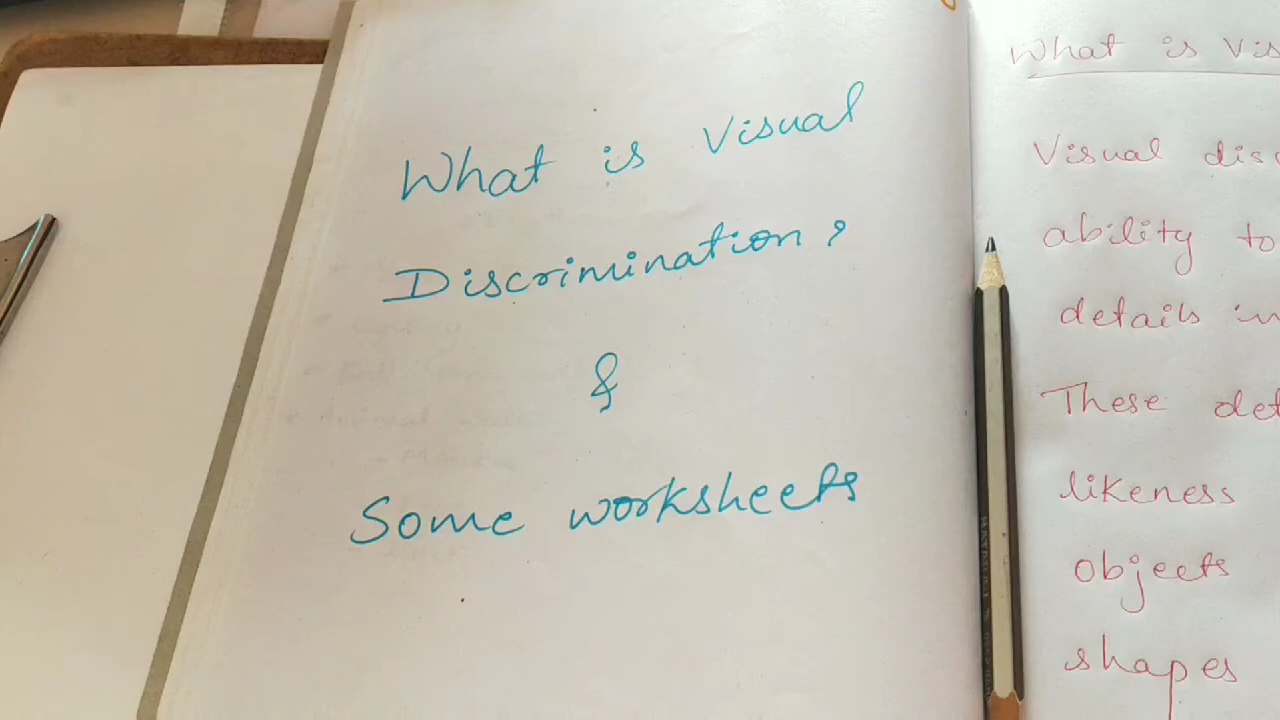 What is Visual
Discrimination?
&
Some worksheets
What is Vis
Visual disc
ability to
details in
These det
likeness
objects
shapes